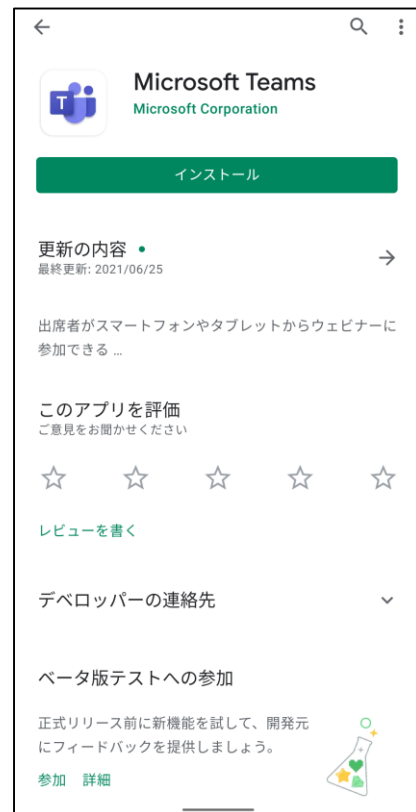 Microsoft Teams
Microsoft Corporation
インストール
更新の内容 •
最終更新: 2021/06/25
出席者がスマートフォンやタブレットからウェビナーに
参加できる ...
このアプリを評価
ご意見をお聞かせください
レビューを書く
デベロッパーの連絡先
ベータ版テストへの参加
正式リリース前に新機能を試して、開発元
にフィードバックを提供しましょう。
参加 詳細